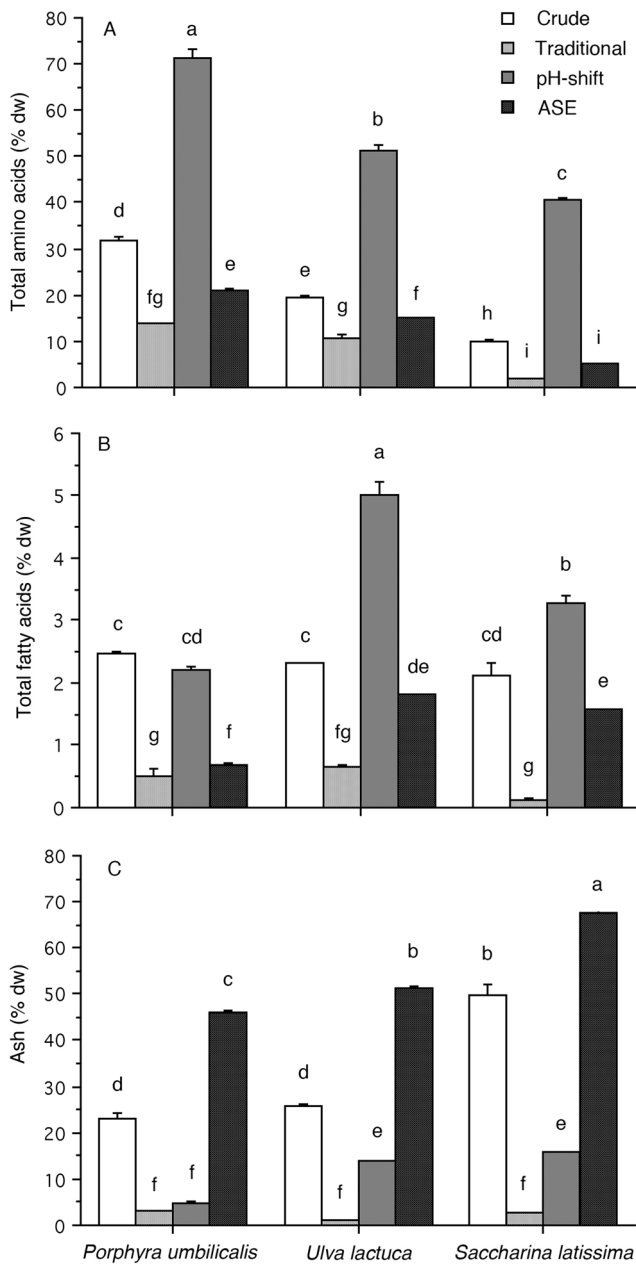 A
Crude
Traditional
pH-shift
ASE
Total amino acids (% dw)
80
70
60
50
40
30
20
10
0
d
fg
a
e
e
g
b
f
h
i
c
i
B
Total fatty acids (% dw)
6
5
4
3
2
1
0
c
g
cd
f
c
fg
a
de
cd
g
b
e
C
Ash (% dw)
80
70
60
50
40
30
20
10
0
d
f
f
c
d
f
e
b
b
f
e
a
Porphyra umbilicalis
Ulva lactuca
Saccharina latissima